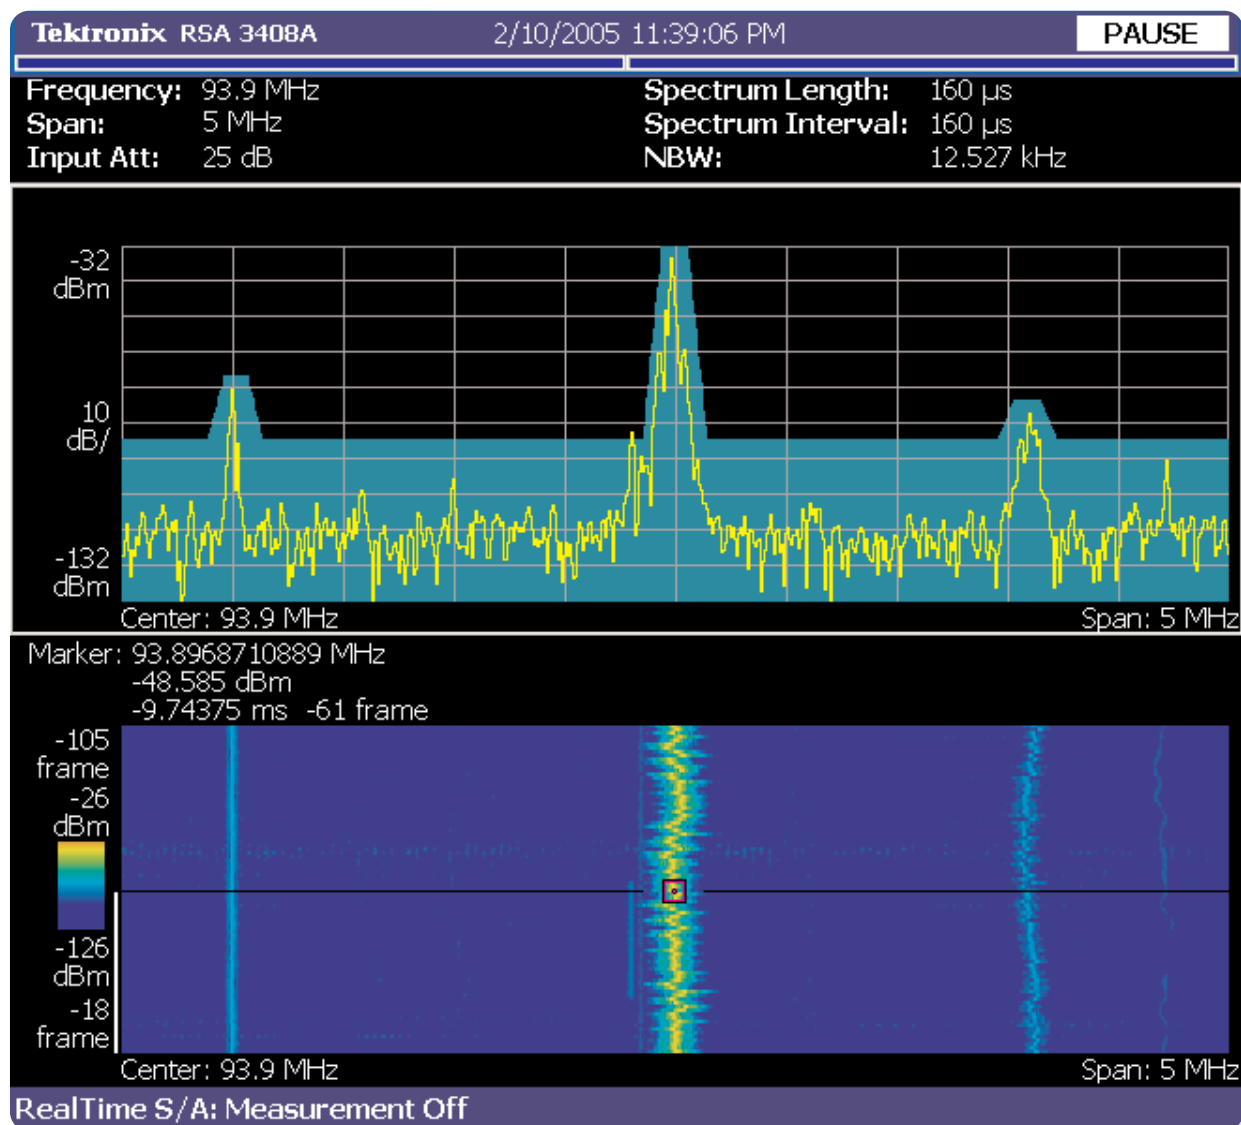 Tektronix RSA 3408A 2/10/2005 11:39:06 PM PAUSE
Frequency: 93.9 MHz Spectrum Length: 160 µs
Span: 5 MHz Spectrum Interval: 160 µs
Input Att: 25 dB NBW: 12.527 kHz
-32
dBm
10
dB/
-132
dBm
Center: 93.9 MHz Span: 5 MHz
Marker: 93.8968710889 MHz
-48.585 dBm
-9.74375 ms -61 frame
-105
frame
-26
dBm
-126
dBm
-18
frame
Center: 93.9 MHz Span: 5 MHz
RealTime S/A: Measurement Off